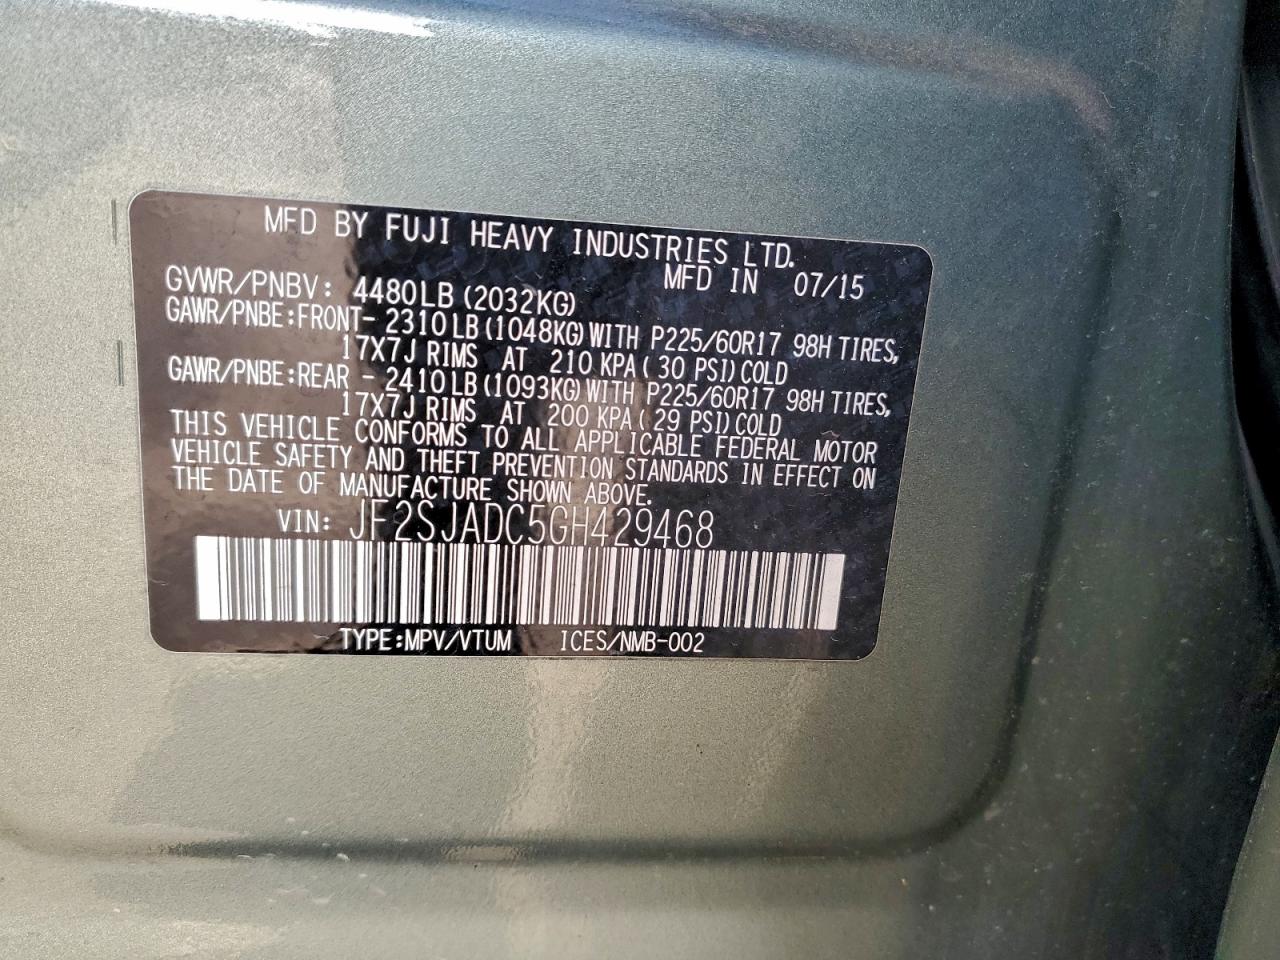 MFD BY FUJI HEAVY INDUSTRIES LTD.
MFD IN 07/15
GVWR/PNBV: 4480LB (2032KG)
GAWR/PNBE:FRONT- 2310LB(1048KG)WITH P225/60R17 98H TIRES,
17X7J RIMS AT 210 KPA( 30 PSI)COLD
GAWR/PNBE:REAR - 2410LB(1093KG)WITH P225/60R17 98H TIRES,
17X7J RIMS AT 200 KPA( 29 PSI)COLD
THIS VEHICLE CONFORMS TO ALL APPLICABLE FEDERAL MOTOR
VEHICLE SAFETY AND THEFT PREVENTION STANDARDS IN EFFECT ON
THE DATE OF MANUFACTURE SHOWN ABOVE.
VIN: JF2SJADC5GH429468
TYPE:MPV/VTUM ICES/NMB-002